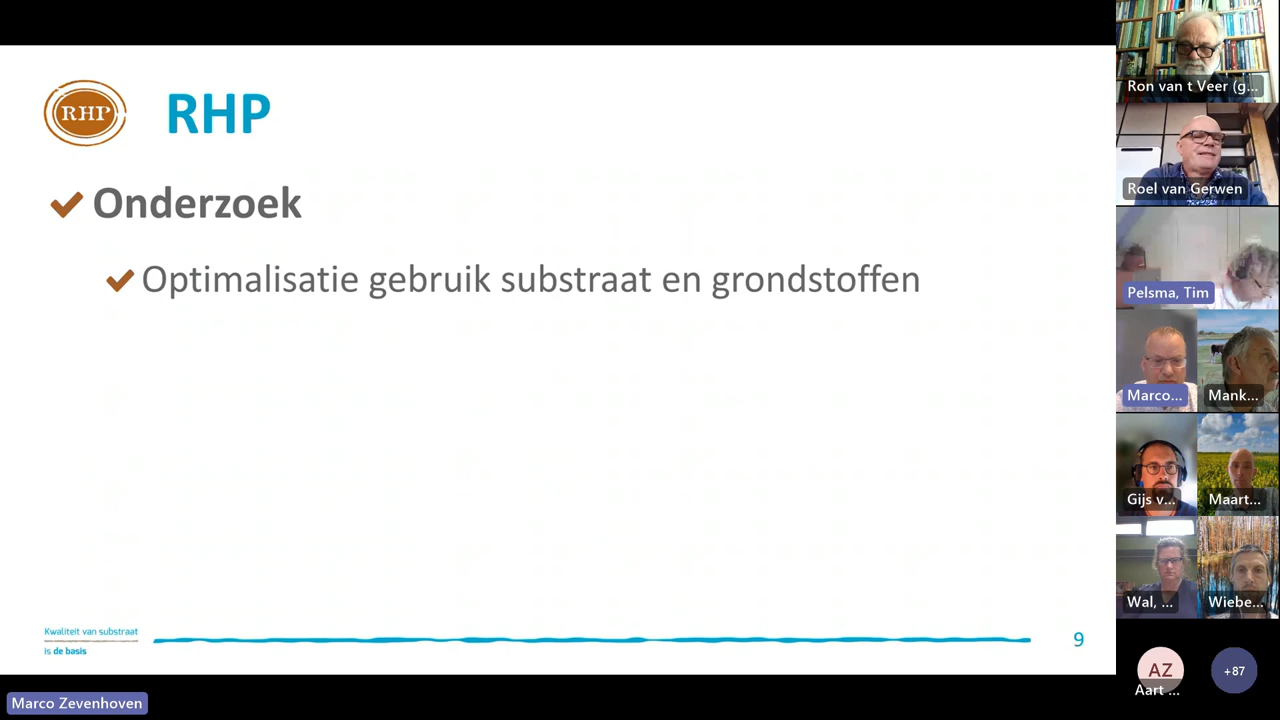 RHP
RHP
Onderzoek
Optimalisatie gebruik substraat en grondstoffen
Kwaliteit van substraat
is de basis
9
Marco Zevenhoven
Ron van t Veer (g...
Roel van Gerwen
Pelsma, Tim
Marco...
Mank...
Gijs v...
Maart...
Wal, ...
Wiebe...
AZ
Aart ...
+87